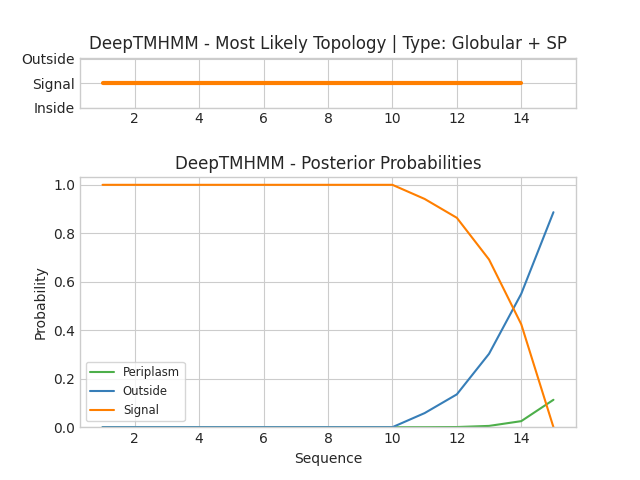 DeepTMHMM - Most Likely Topology | Type: Globular + SP
Outside
Signal
Inside
2 4 6 8 10 12 14
DeepTMHMM - Posterior Probabilities
1.0
0.8
0.6
0.4
0.2
0.0
Probability
Periplasm
Outside
Signal
2 4 6 8 10 12 14
Sequence